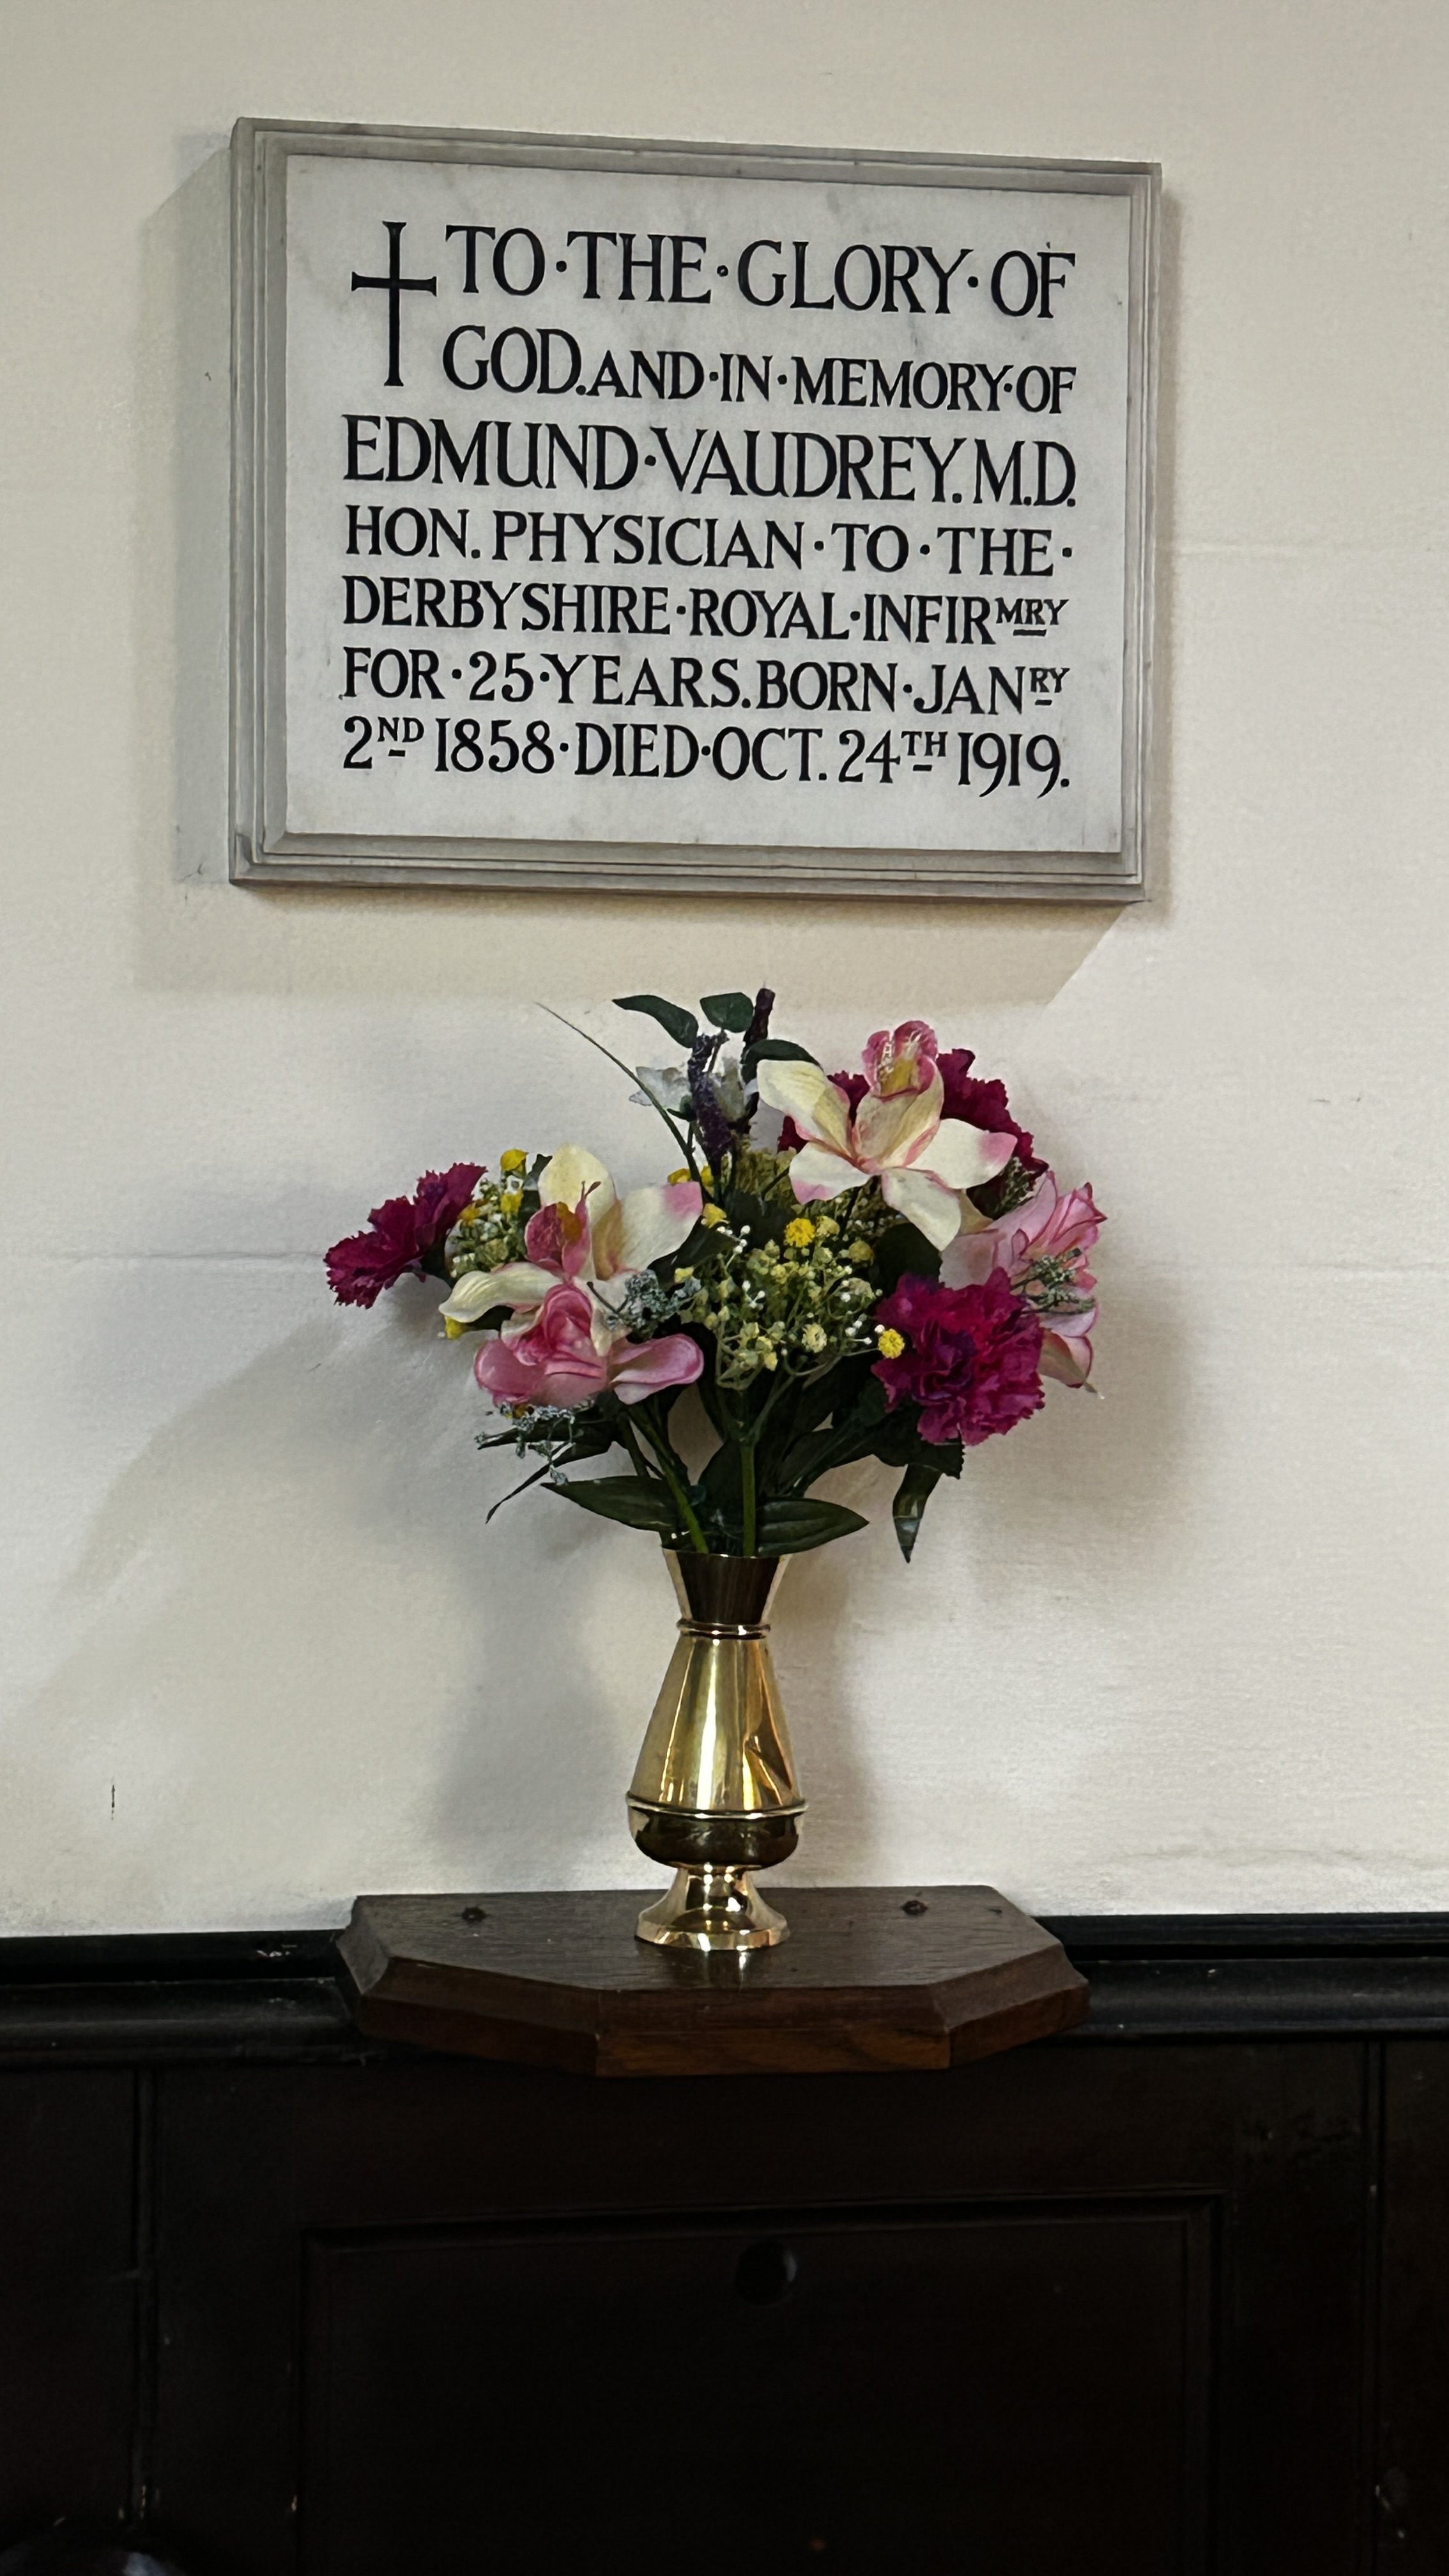 TO·THE·GLORY·OF
GOD.AND·IN·MEMORY·OF
EDMUND·VAUDREY.M.D.
HON. PHYSICIAN·TO·THE·
DERBYSHIRE·ROYAL·INFIRMRY
FOR·25·YEARS.BORN·JANRY
2ND 1858·DIED·OCT. 24TH 1919.